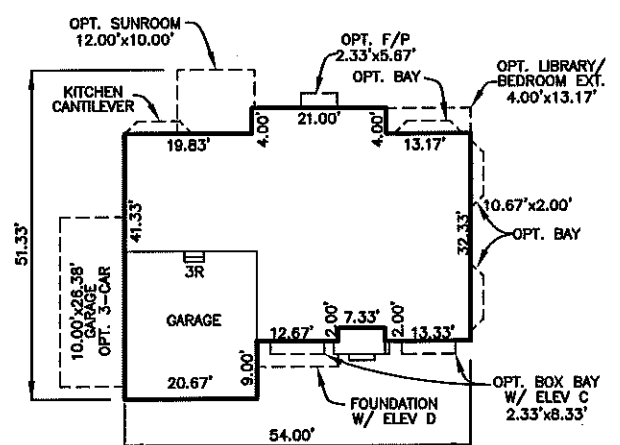 OPT. SUNROOM
12.00'x10.00'
OPT. F/P
2.33'x5.67'
OPT. BAY
OPT. LIBRARY/
BEDROOM EXT.
4.00'x13.17'
KITCHEN
CANTILEVER
19.83'
4.00'
21.00'
4.00'
13.17'
51.33'
41.33'
10.67'x2.00'
32.33'
OPT. BAY
3R
10.00'x26.38'
GARAGE
OPT. 3-CAR
GARAGE
12.67'
2.00'
7.33'
2.00'
13.33'
20.67'
9.00'
FOUNDATION
W/ ELEV D
OPT. BOX BAY
W/ ELEV C
2.33'x8.33'
54.00'